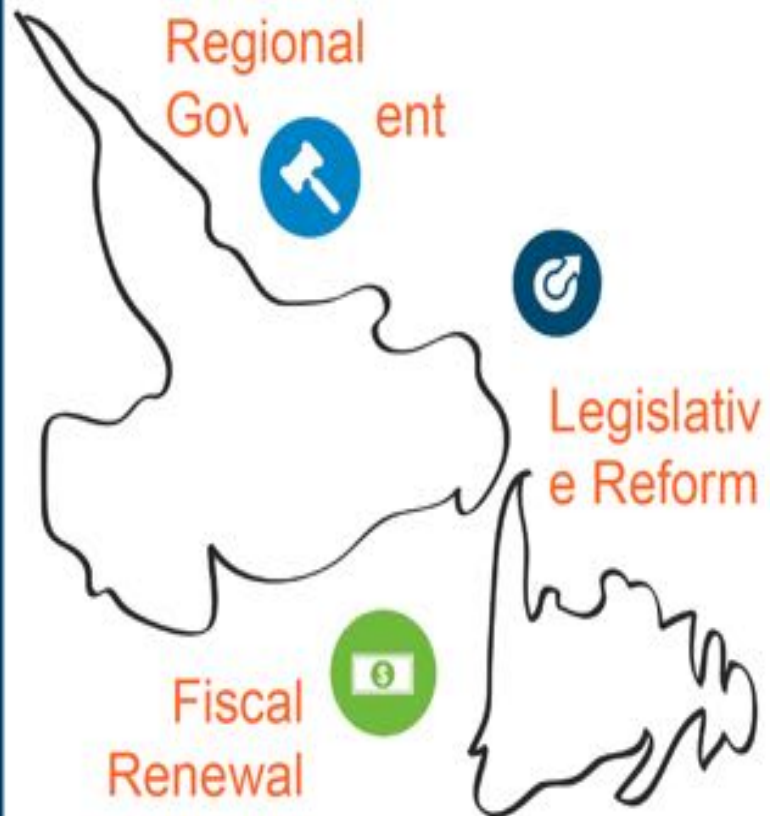 Regional
Gov ent
Legislativ
e Reform
$
Fiscal
Renewal